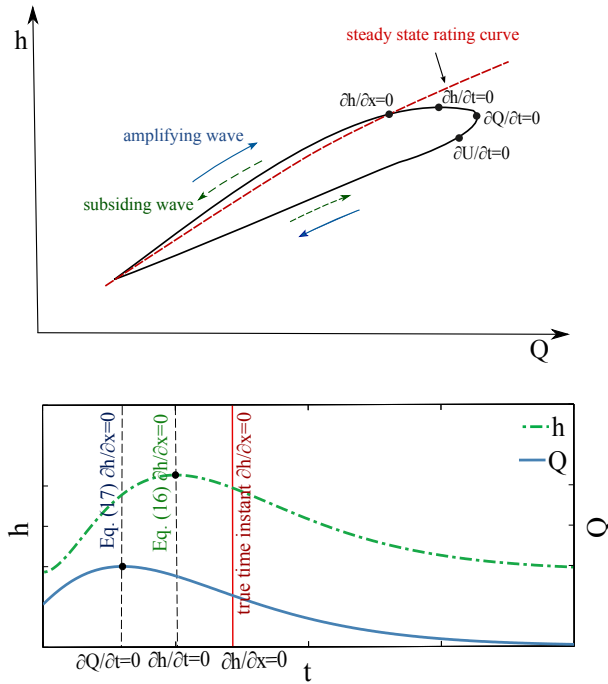 h
steady state rating curve
∂h/∂x=0
∂h/∂t=0
∂Q/∂t=0
∂U/∂t=0
amplifying wave
subsiding wave
Q
h
Q
Eq. (17) ∂h/∂x=0
Eq. (16) ∂h/∂x=0
true time instant ∂h/∂x=0
h
Q
∂Q/∂t=0
∂h/∂t=0
∂h/∂x=0
t